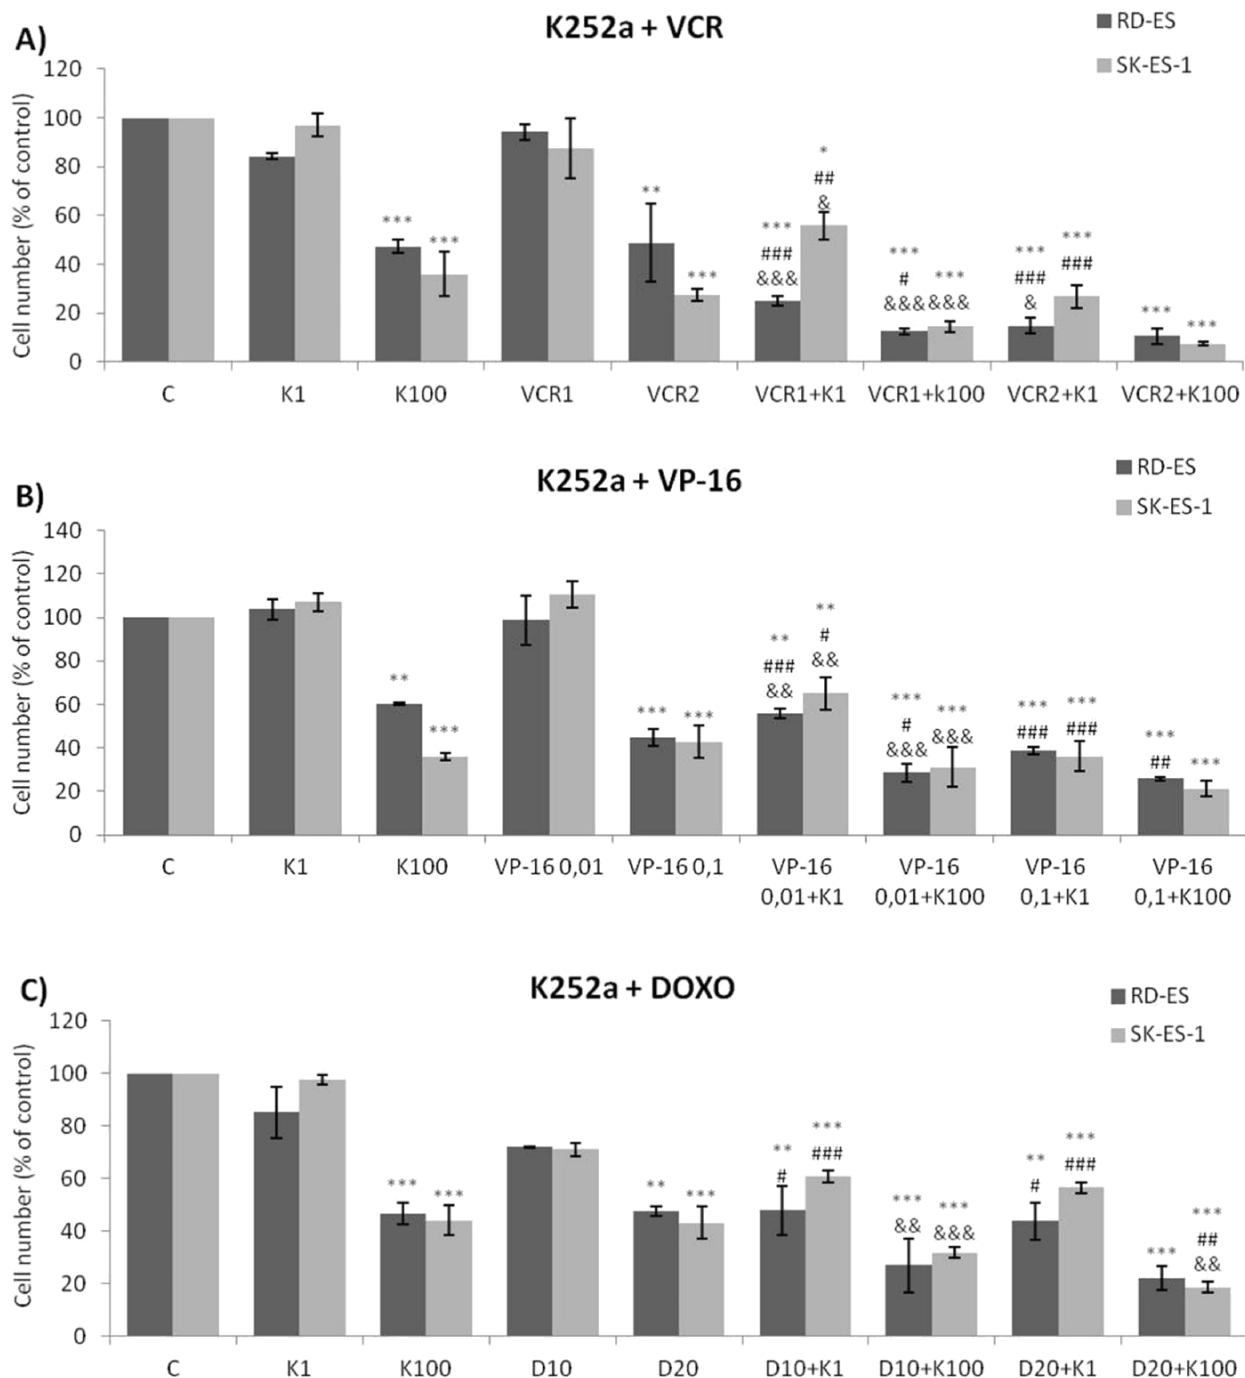 A)
K252a + VCR
RD-ES
SK-ES-1
Cell number (% of control)
120
100
80
60
40
20
0
*** *** ** *** *** ### &&& * ## & *** # &&& *** &&& *** ### & *** ### *** ***
C K1 K100 VCR1 VCR2 VCR1+K1 VCR1+k100 VCR2+K1 VCR2+K100
B)
K252a + VP-16
RD-ES
SK-ES-1
Cell number (% of control)
140
120
100
80
60
40
20
0
** *** *** *** ** ### && ** # && *** # &&& *** &&& *** ### *** ### *** ## ***
C K1 K100 VP-16 0,01 VP-16 0,1 VP-16 VP-16 VP-16 VP-16
0,01+K1 0,01+K100 0,1+K1 0,1+K100
C)
K252a + DOXO
RD-ES
SK-ES-1
Cell number (% of control)
120
100
80
60
40
20
0
*** *** ** *** ** # *** ### *** && *** &&& ** # *** ### *** *** ## &&
C K1 K100 D10 D20 D10+K1 D10+K100 D20+K1 D20+K100